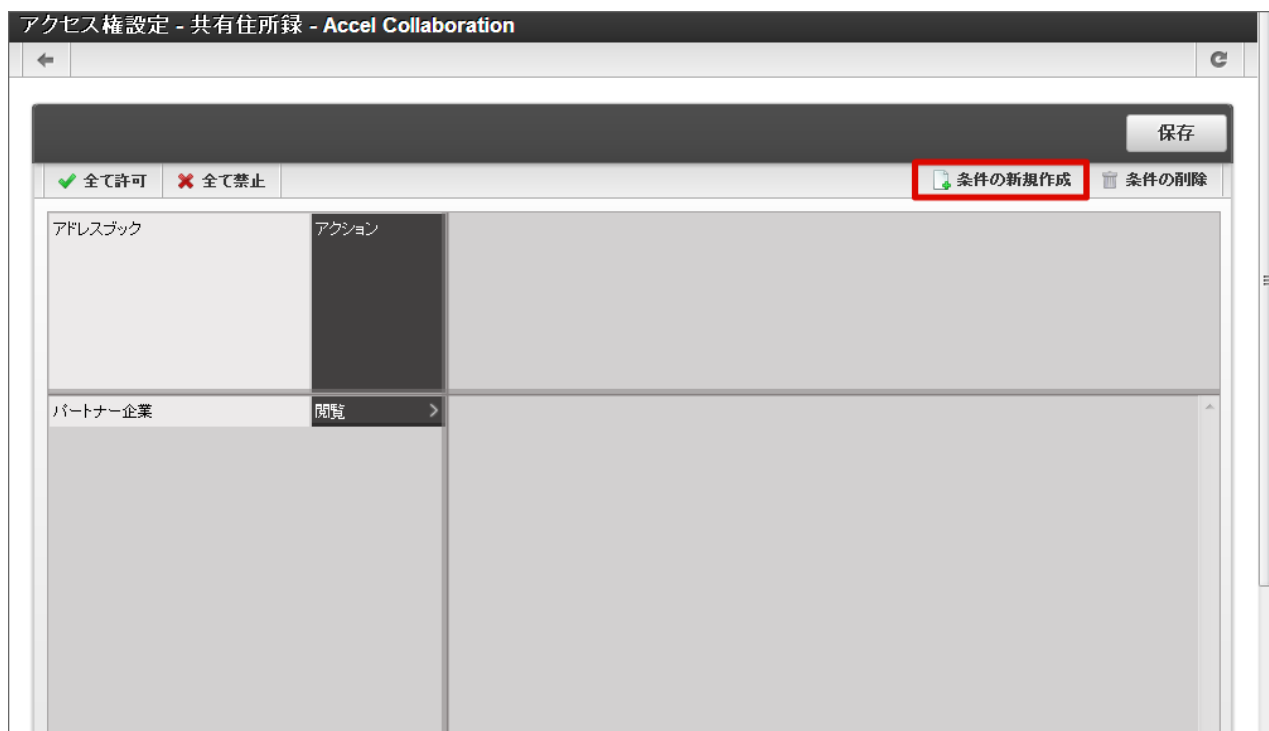 アクセス権設定 - 共有住所録 - Accel Collaboration
保存
全て許可 全て禁止 条件の新規作成 条件の削除
アドレスブック アクション
パートナー企業 閲覧